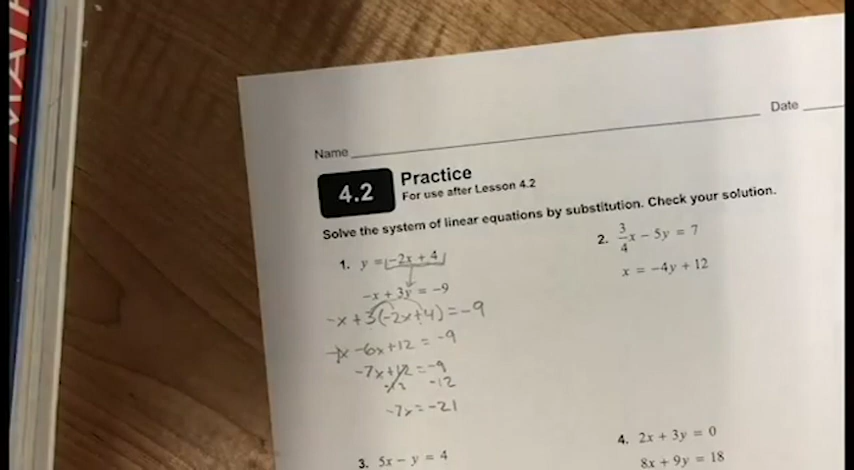 MA
Name
Date
4.2
Practice
For use after Lesson 4.2
Solve the system of linear equations by substitution. Check your solution.
1. y = -2x + 4
-x + 3y = -9
-x + 3(-2x+4) = -9
-x -6x+12 = -9
-7x+12 = -9
-12 -12
-7x = -21
2. 3/4x − 5y = 7
x = −4y + 12
3. 5x − y = 4
4. 2x + 3y = 0
8x + 9y = 18